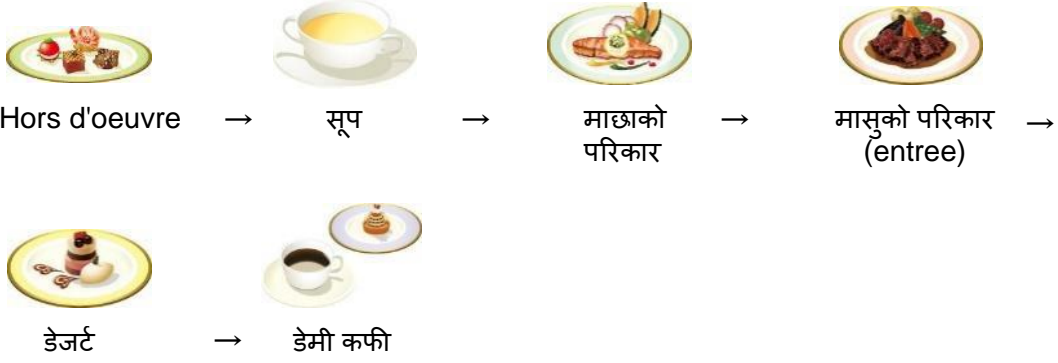 Hors d'oeuvre → सूप → माछाको परिकार → मासुको परिकार (entree) →
डेजर्ट → डेमी कफी